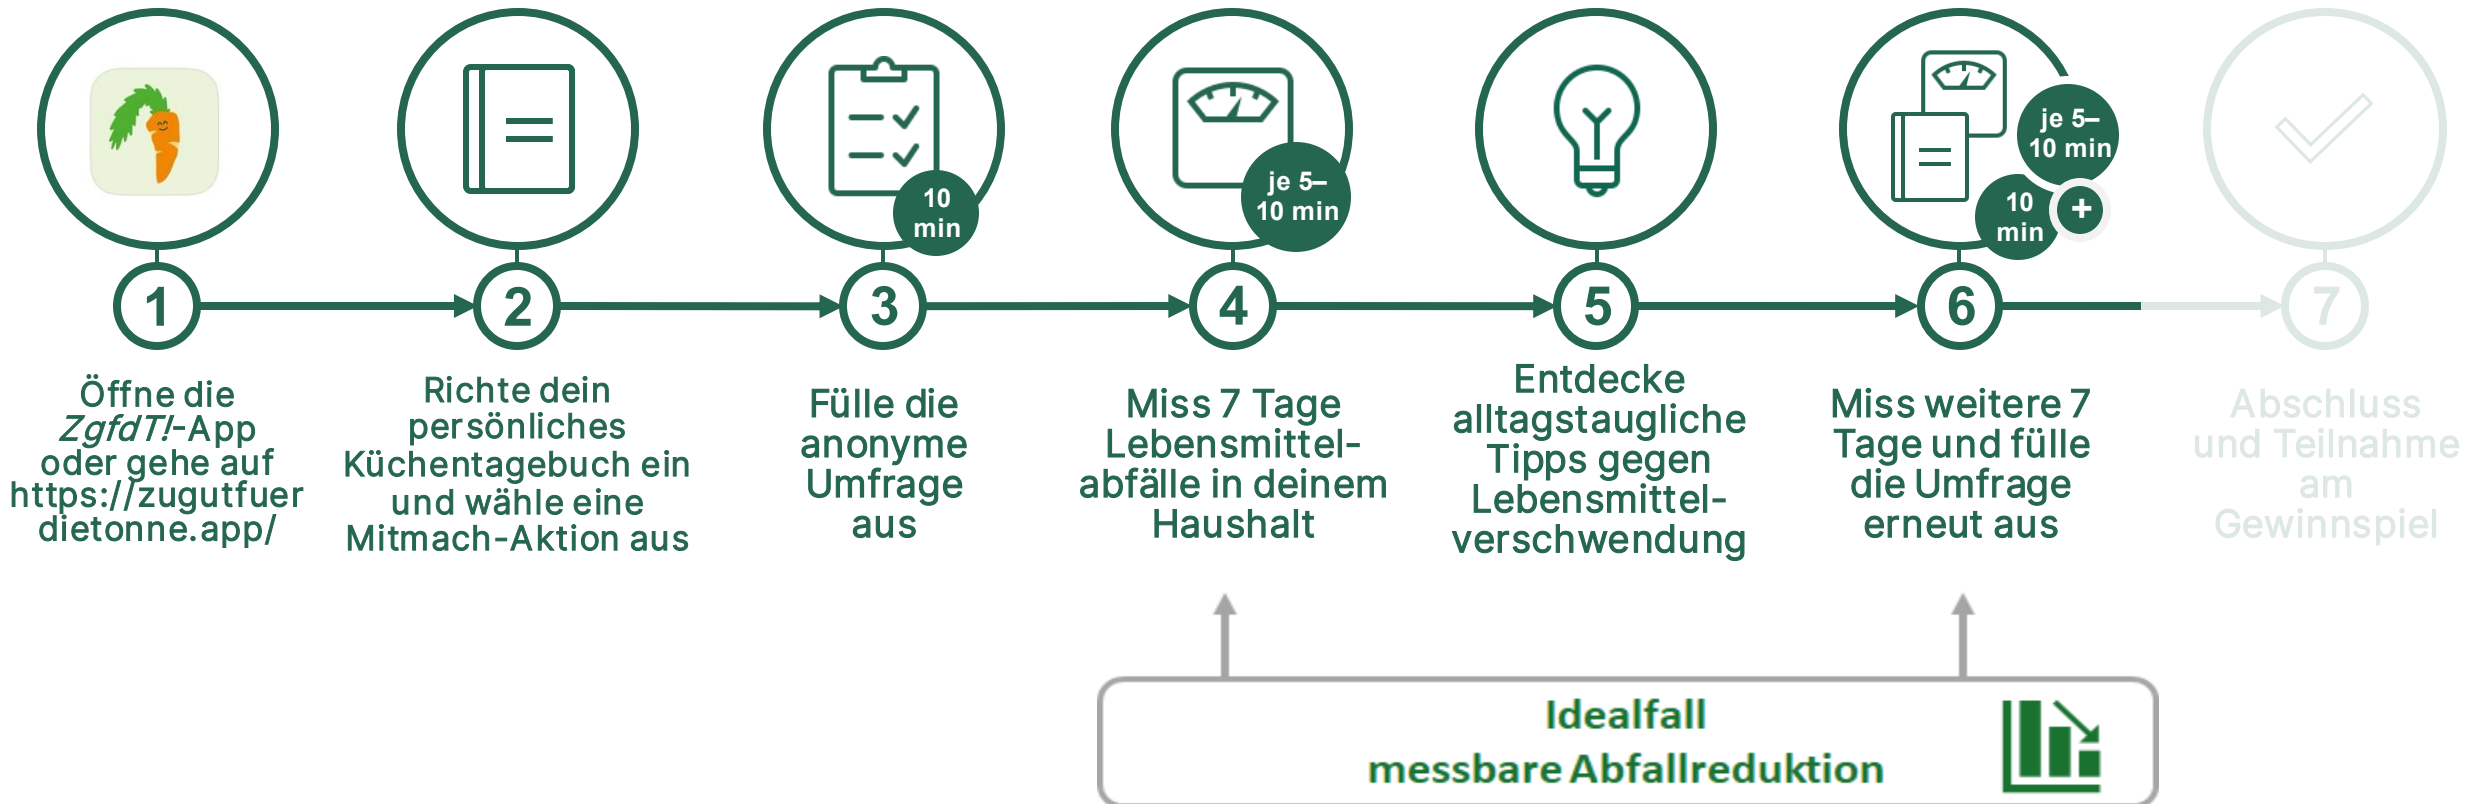 10
min
je 5–
10 min
je 5–
10 min
10
min
+
1
2
3
4
5
6
7
Öffne die
ZgfdT!-App
oder gehe auf
https://zugutfuer
dietonne.app/
Richte dein
persönliches
Küchentagebuch ein
und wähle eine
Mitmach-Aktion aus
Fülle die
anonyme
Umfrage
aus
Miss 7 Tage
Lebensmittel-
abfälle in deinem
Haushalt
Entdecke
alltagstaugliche
Tipps gegen
Lebensmittel-
verschwendung
Miss weitere 7
Tage und fülle
die Umfrage
erneut aus
Abschluss
und Teilnahme
am
Gewinnspiel
Idealfall
messbare Abfallreduktion